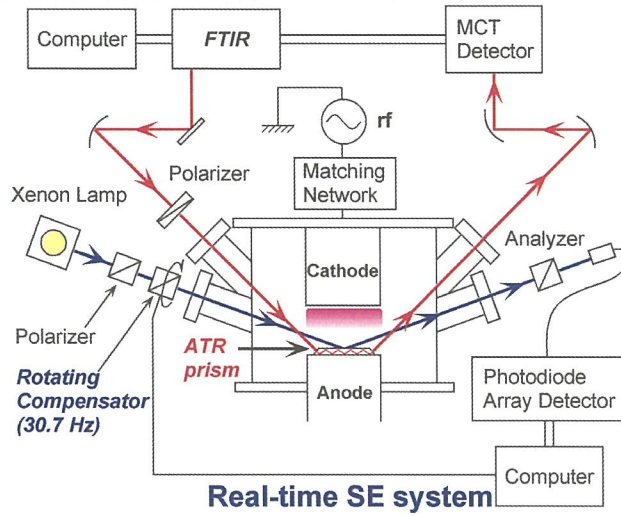 Computer
FTIR
MCT
Detector
rf
Polarizer
Matching
Network
Xenon Lamp
Analyzer
Cathode
Polarizer
ATR
prism
Rotating
Compensator
(30.7 Hz)
Anode
Photodiode
Array Detector
Computer
Real-time SE system